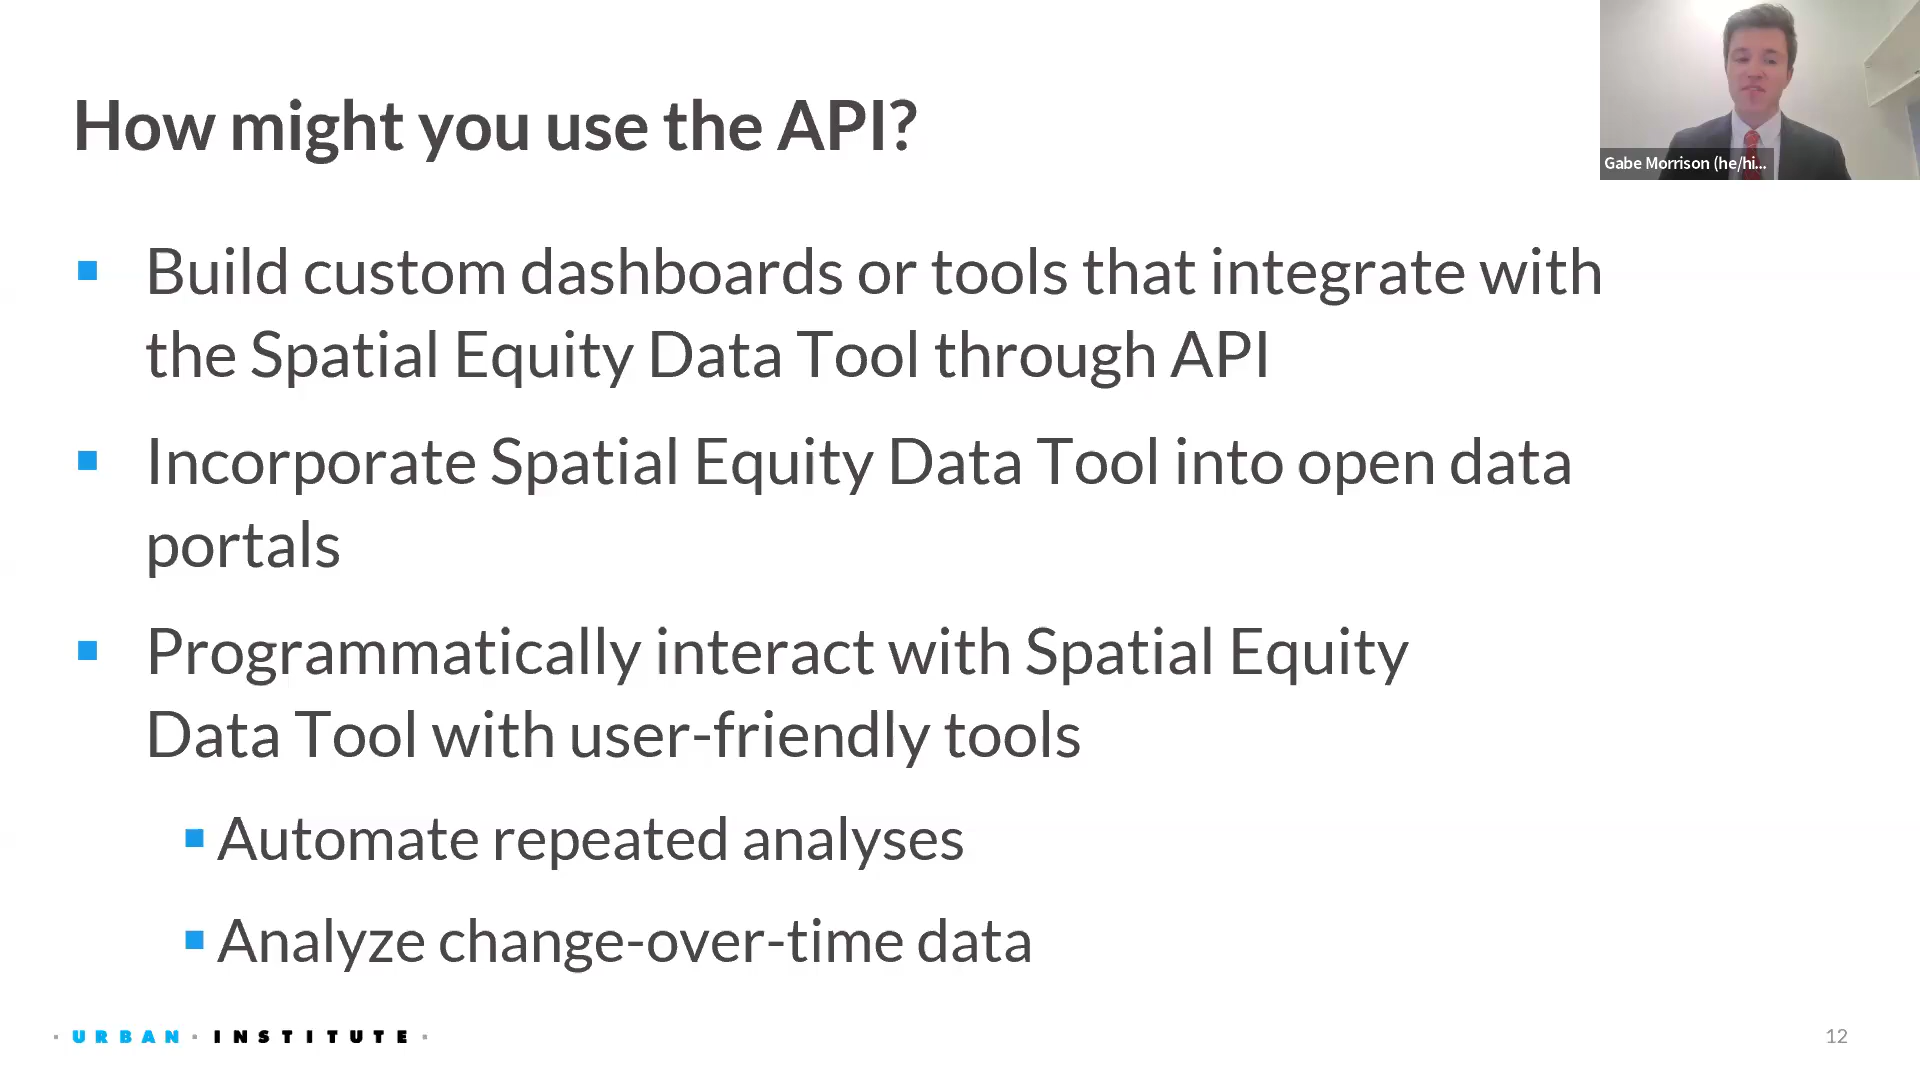 How might you use the API?
Gabe Morrison (he/hi...
Build custom dashboards or tools that integrate with
the Spatial Equity Data Tool through API
Incorporate Spatial Equity Data Tool into open data
portals
Programmatically interact with Spatial Equity
Data Tool with user-friendly tools
Automate repeated analyses
Analyze change-over-time data
· URBAN · INSTITUTE ·
12